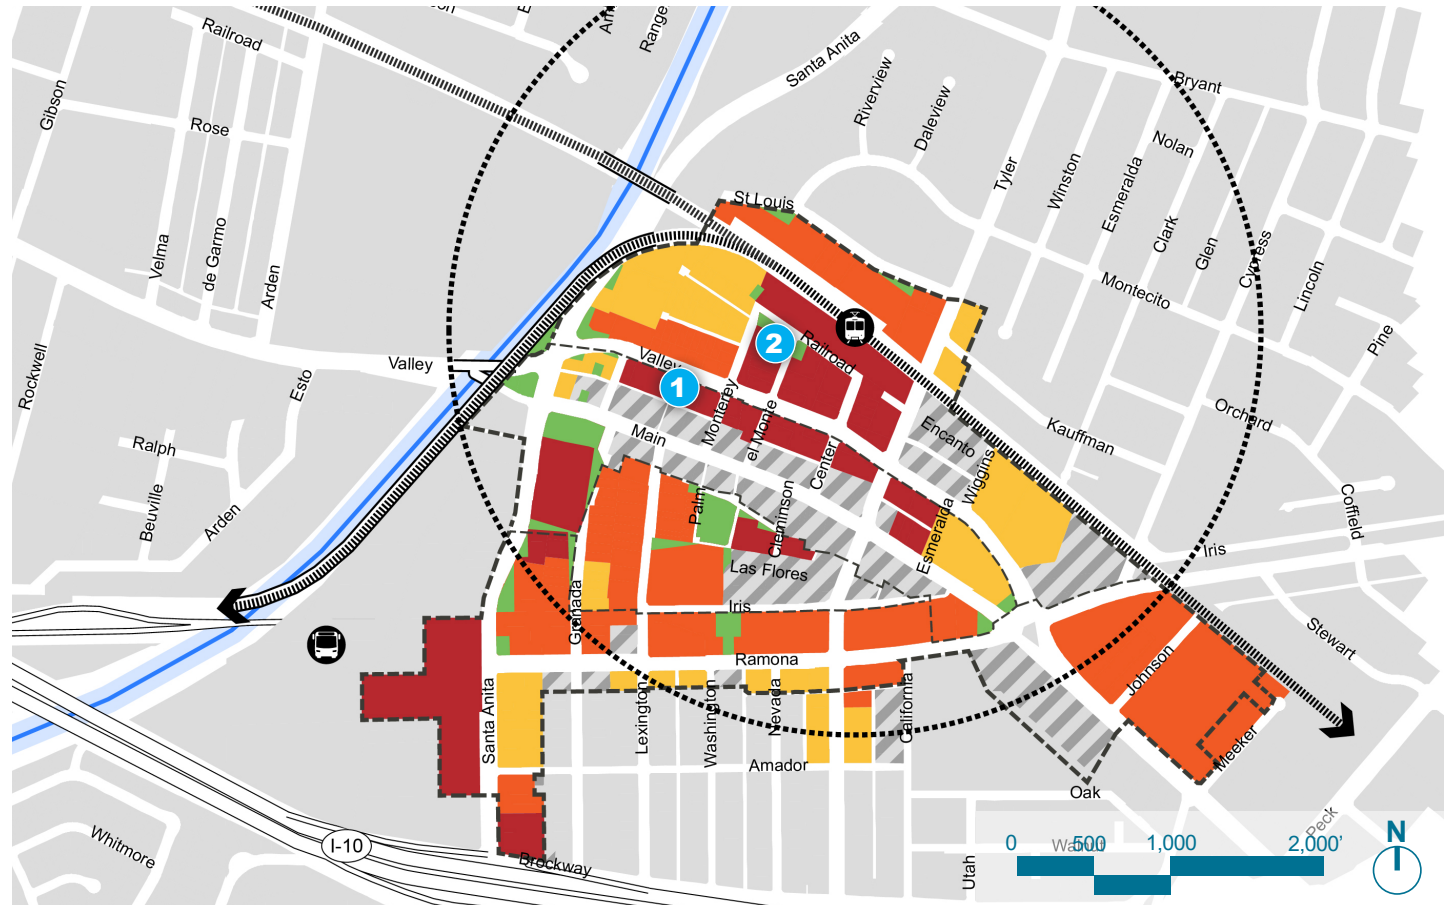 Railroad
Santa Anita
Bryant
Riverview
Daleview
Gibson
Rose
Nolan
Range
Tyler
Winston
Esmeralda
Clark
Glen
Cypress
Lincoln
St Louis
Velma
de Garmo
Arden
Montecito
Pine
Valley
Valley
Railroad
2
1
Rockwell
Esto
Monterey
el Monte
Main
Center
Encanto
Kauffman
Orchard
Ralph
Beuville
Arden
Palm
Cleminson
Wiggins
Esmeralda
Coffield
Las Flores
Iris
Iris
Granada
Ramona
Stewart
Johnson
Santa Anita
Lexington
Washington
Nevada
California
Meeker
Amador
Oak
Peck
Whitmore
I-10
Brockway
Utah
Walnut
0 500 1,000 2,000'
N